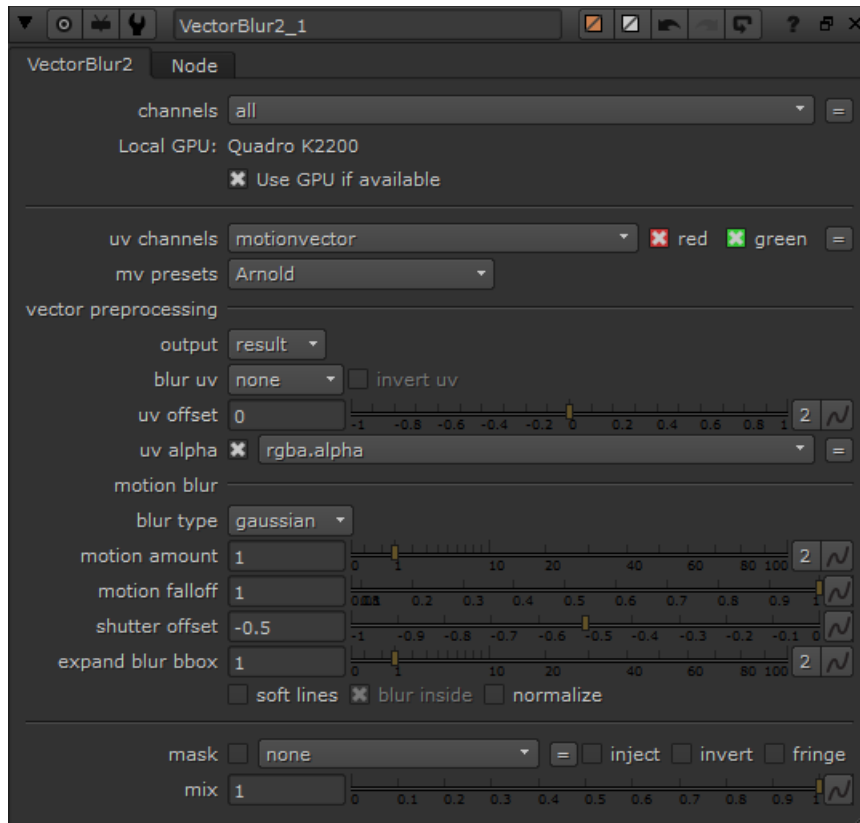 VectorBlur2_1 ?
VectorBlur2 Node
channels all =
Local GPU: Quadro K2200
Use GPU if available
uv channels motionvector red green =
mv presets Arnold
vector preprocessing
output result
blur uv none invert uv
uv offset 0 -1 -0.8 -0.6 -0.4 -0.2 0 0.2 0.4 0.6 0.8 1 2
uv alpha rgba.alpha =
motion blur
blur type gaussian
motion amount 1 0 1 10 20 40 60 80 100 2
motion falloff 1 0.2 0.3 0.4 0.5 0.6 0.7 0.8 0.9 1
shutter offset -0.5 -1 -0.9 -0.8 -0.7 -0.6 -0.5 -0.4 -0.3 -0.2 -0.1 0
expand blur bbox 1 0 1 10 20 40 60 80 100 2
soft lines blur inside normalize
mask none = inject invert fringe
mix 1 0 0.1 0.2 0.3 0.4 0.5 0.6 0.7 0.8 0.9 1